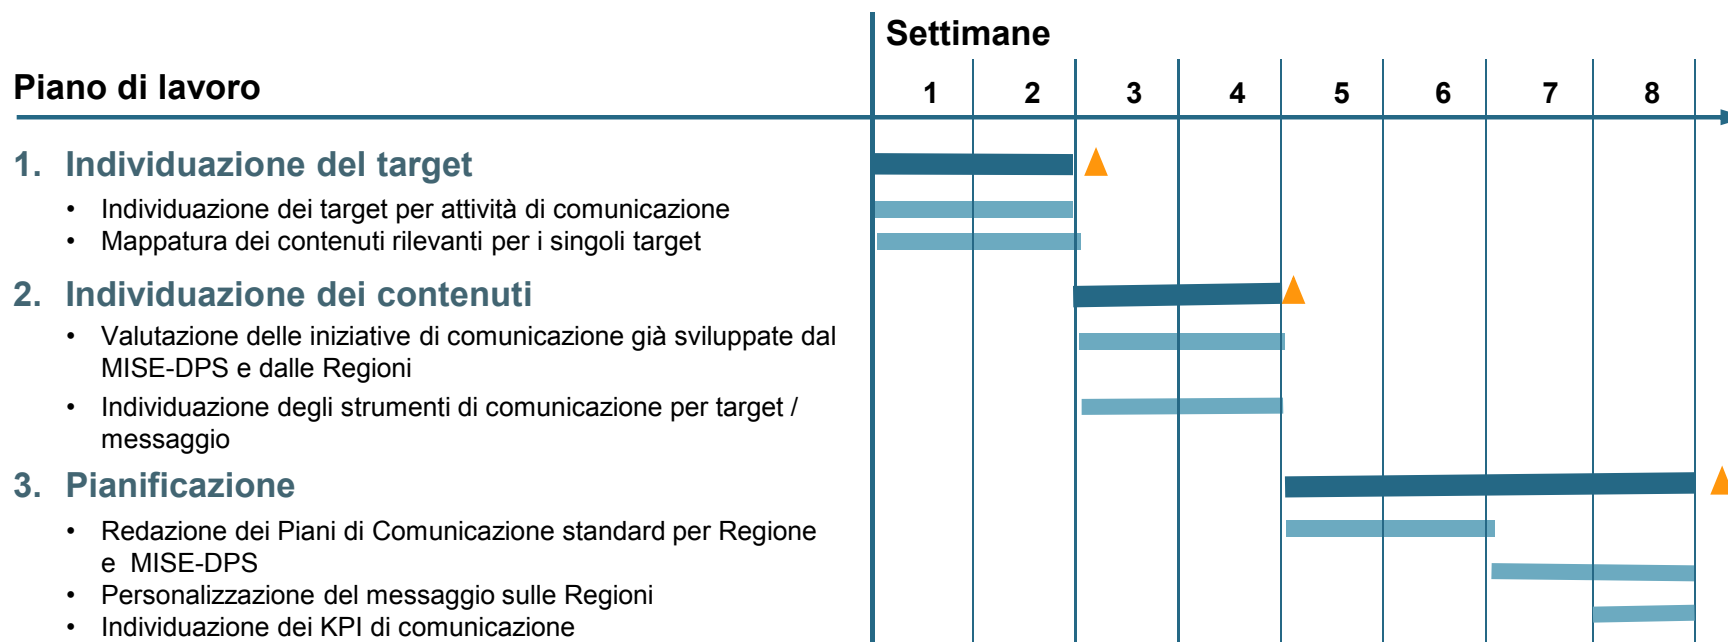 Settimane
Piano di lavoro
1 2 3 4 5 6 7 8
1. Individuazione del target
• Individuazione dei target per attività di comunicazione
• Mappatura dei contenuti rilevanti per i singoli target
2. Individuazione dei contenuti
• Valutazione delle iniziative di comunicazione già sviluppate dal
MISE-DPS e dalle Regioni
• Individuazione degli strumenti di comunicazione per target /
messaggio
3. Pianificazione
• Redazione dei Piani di Comunicazione standard per Regione
e MISE-DPS
• Personalizzazione del messaggio sulle Regioni
• Individuazione dei KPI di comunicazione